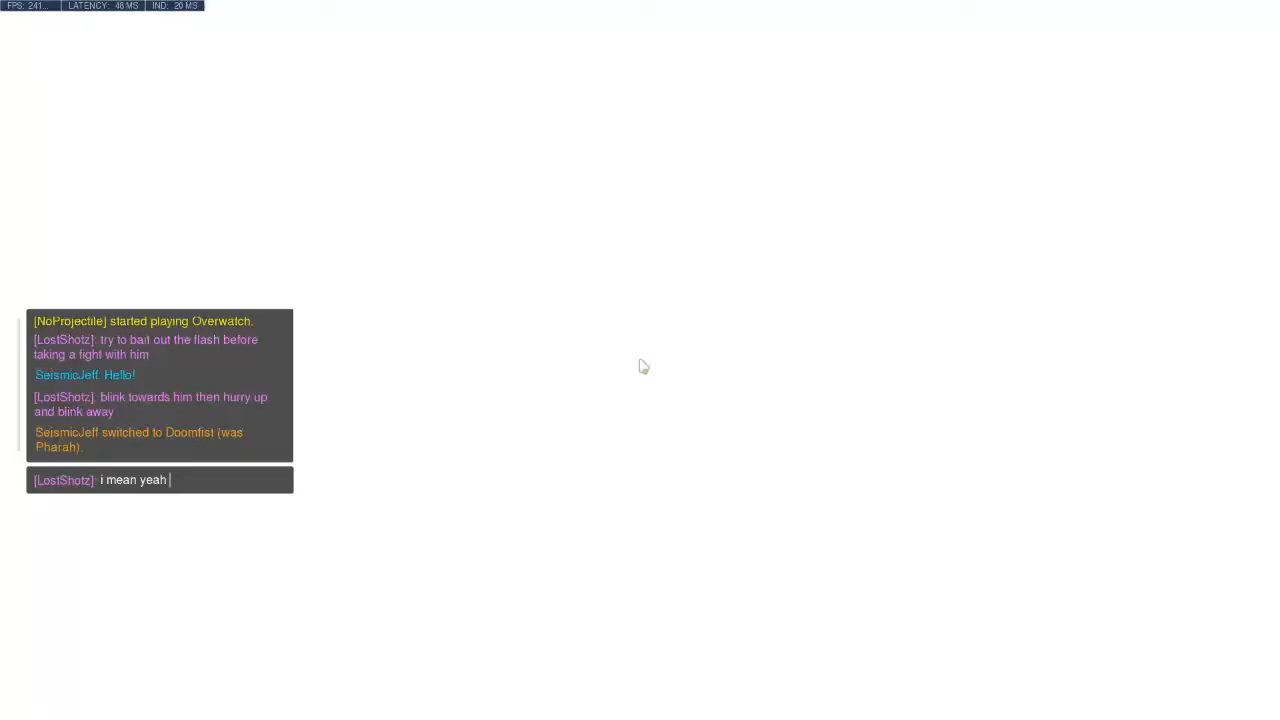 FPS: 241... LATENCY: 48 MS IND: 20 MS
[NoProjectile] started playing Overwatch.
[LostShotz]: try to bait out the flash before
taking a fight with him
SeismicJeff: Hello!
[LostShotz]: blink towards him then hurry up
and blink away
SeismicJeff switched to Doomfist (was
Pharah).
[LostShotz]: i mean yeah